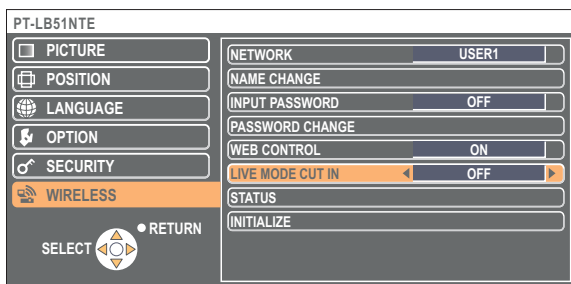 PT-LB51NTE
PICTURE
POSITION
LANGUAGE
OPTION
SECURITY
WIRELESS
RETURN
SELECT
NETWORK USER1
NAME CHANGE
INPUT PASSWORD OFF
PASSWORD CHANGE
WEB CONTROL ON
LIVE MODE CUT IN OFF
STATUS
INITIALIZE